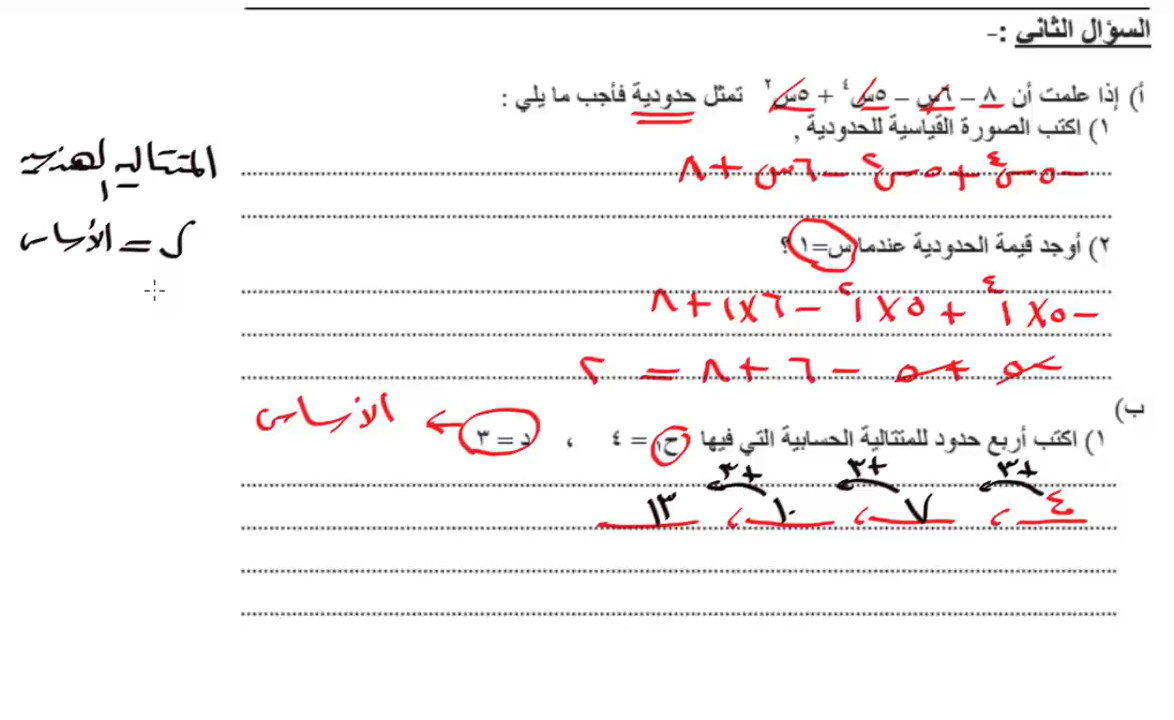 السؤال الثاني :-
أ) إذا علمت أن ٨ - ٦س - ٥س٤ + ٥س٢ تمثل حدودية فأجب ما يلي :
١) اكتب الصورة القياسية للحدودية ,
-٥س٤ + ٥س٢ - ٦س + ٨
المتتالية الهندسية
ر = الأساس
٢) أوجد قيمة الحدودية عندما س=١ ؟
-٥×١٤ + ٥×١٢ - ٦×١ + ٨
-٥ + ٥ - ٦ + ٨ = ٢
ب)
١) اكتب أربع حدود للمتتالية الحسابية التي فيها ح١ = ٤ ، د = ٣ ← الأساس
+٣ +٣ +٣
٤ ، ٧ ، ١٠ ، ١٣